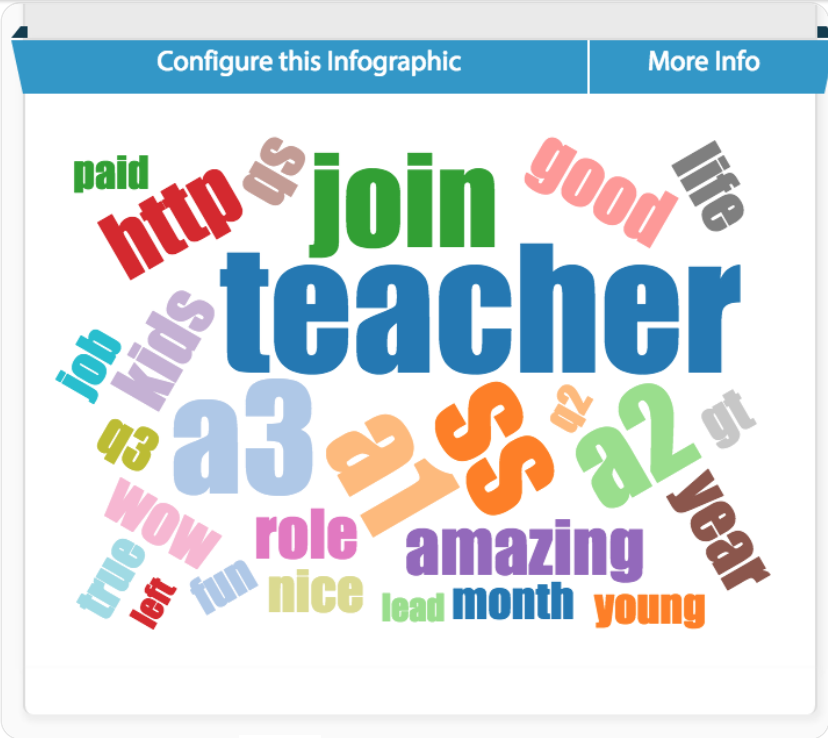 Configure this Infographic
More Info
paid
http
qs
join
good
life
teacher
job
kids
a3
a1
ss
q2
a2
gt
q3
wow
role
amazing
year
true
left
fun
nice
lead
month
young